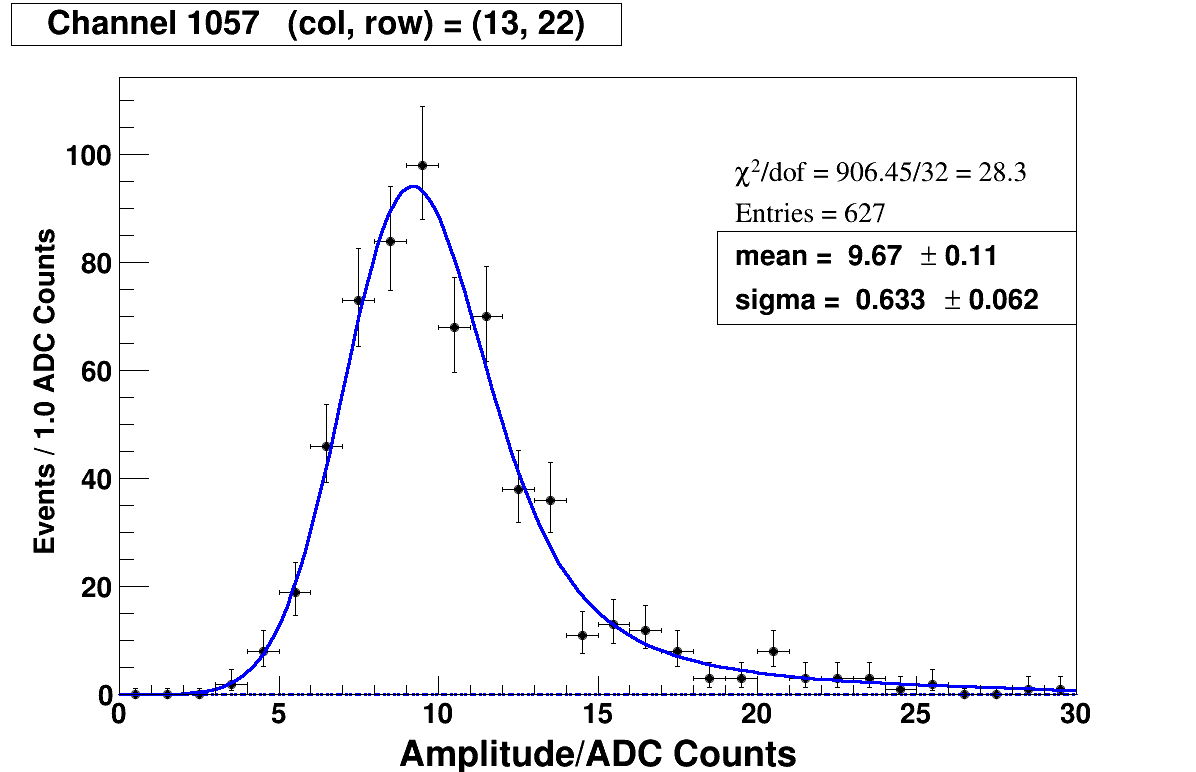 Channel 1057 (col, row) = (13, 22)
χ²/dof = 906.45/32 = 28.3
Entries = 627
mean = 9.67 ± 0.11
sigma = 0.633 ± 0.062
Events / 1.0 ADC Counts
100
80
60
40
20
0
0 5 10 15 20 25 30
Amplitude/ADC Counts